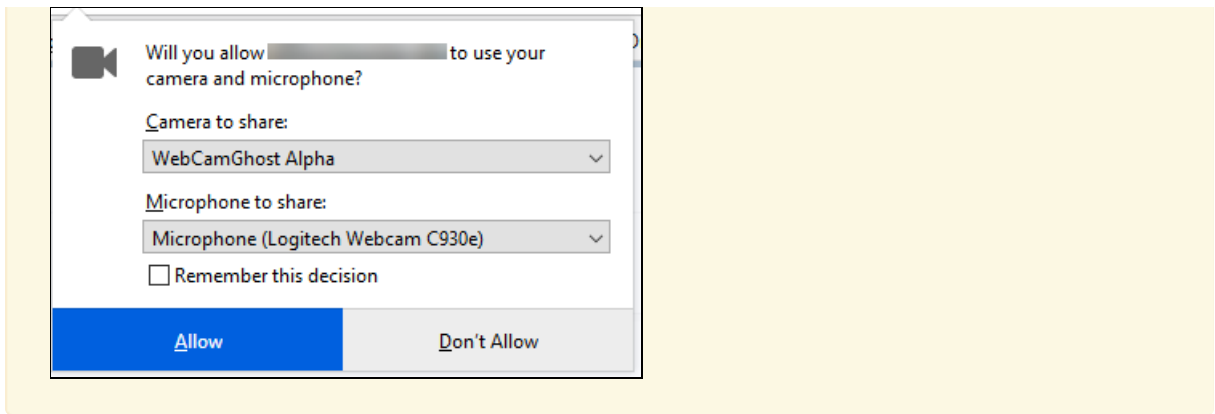 Will you allow to use your
camera and microphone?
Camera to share:
WebCamGhost Alpha
Microphone to share:
Microphone (Logitech Webcam C930e)
Remember this decision
Allow
Don't Allow